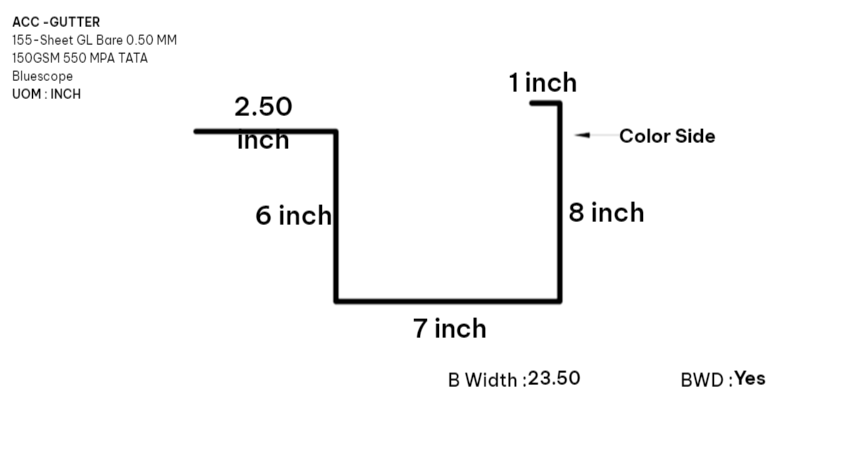 ACC -GUTTER
155-Sheet GL Bare 0.50 MM
150GSM 550 MPA TATA
Bluescope
UOM : INCH
1 inch
2.50
inch
Color Side
6 inch
8 inch
7 inch
B Width :23.50
BWD :Yes